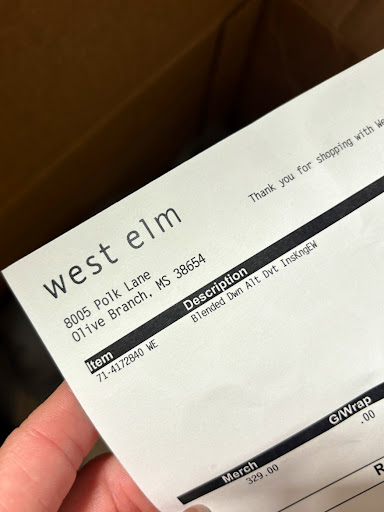 west elm
Thank you for shopping with We
8005 Polk Lane
Olive Branch, MS 38654
Item Description
71-4172840 WE Blended Dwn Alt Dvt InsKngEW
Merch G/Wrap
329.00 .00